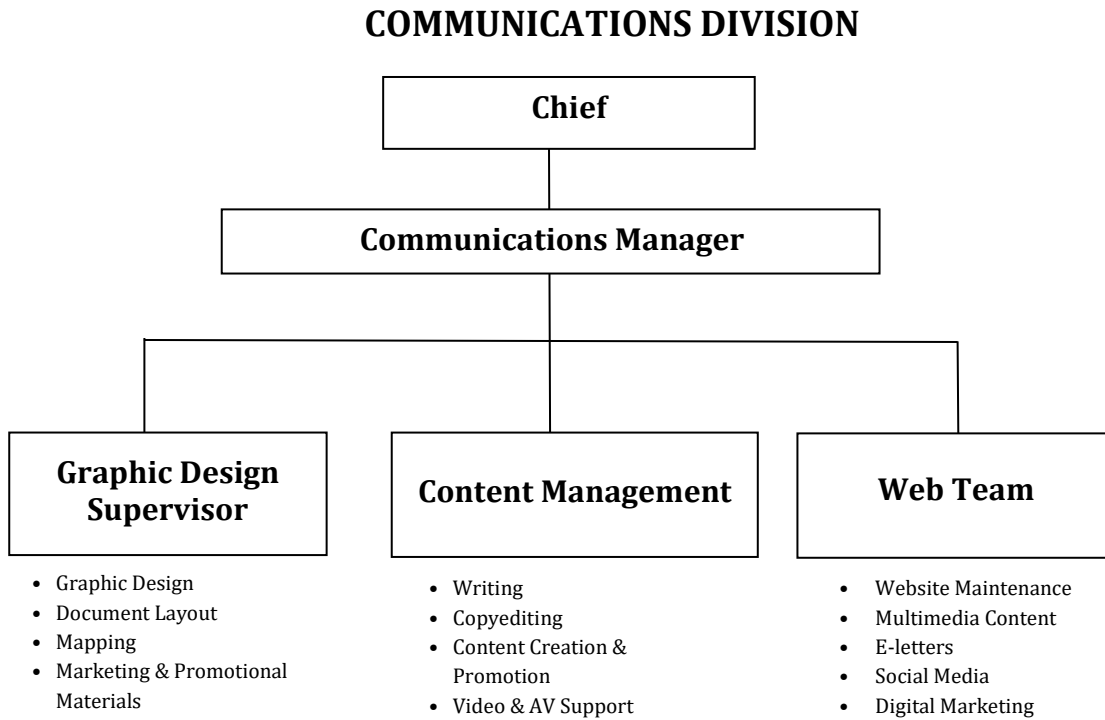 COMMUNICATIONS DIVISION
Chief
Communications Manager
Graphic Design
Supervisor
• Graphic Design
• Document Layout
• Mapping
• Marketing & Promotional
Materials
Content Management
• Writing
• Copyediting
• Content Creation &
Promotion
• Video & AV Support
Web Team
• Website Maintenance
• Multimedia Content
• E-letters
• Social Media
• Digital Marketing